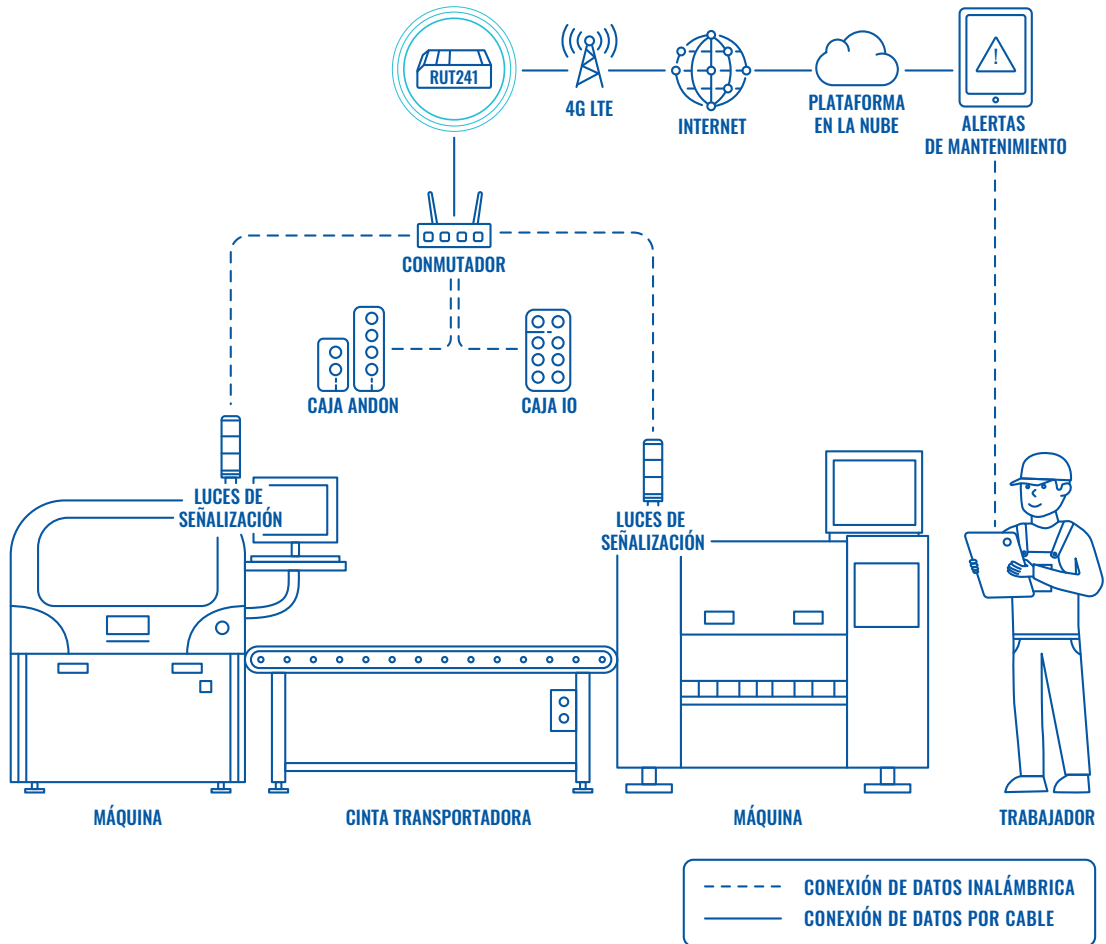 RUT241
4G LTE
INTERNET
PLATAFORMA
EN LA NUBE
ALERTAS
DE MANTENIMIENTO
CONMUTADOR
CAJA ANDON
CAJA IO
LUCES DE
SEÑALIZACIÓN
LUCES DE
SEÑALIZACIÓN
MÁQUINA
CINTA TRANSPORTADORA
MÁQUINA
TRABAJADOR
CONEXIÓN DE DATOS INALÁMBRICA
CONEXIÓN DE DATOS POR CABLE